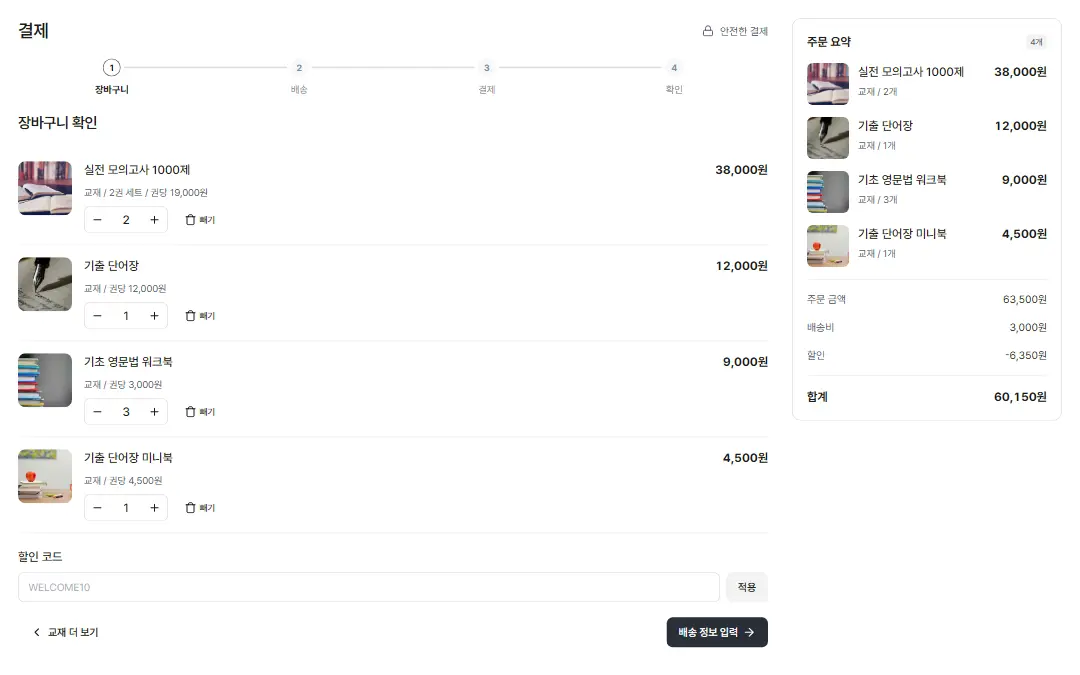 결제
안전한 결제
1
2
3
4
장바구니
배송
결제
확인
장바구니 확인
실전 모의고사 1000제
38,000원
교재 / 2권 세트 / 권당 19,000원
2
빼기
기출 단어장
12,000원
교재 / 권당 12,000원
1
빼기
기초 영문법 워크북
9,000원
교재 / 권당 3,000원
3
빼기
기출 단어장 미니북
4,500원
교재 / 권당 4,500원
1
빼기
할인 코드
WELCOME10
적용
교재 더 보기
배송 정보 입력
주문 요약
4개
실전 모의고사 1000제
38,000원
교재 / 2개
기출 단어장
12,000원
교재 / 1개
기초 영문법 워크북
9,000원
교재 / 3개
기출 단어장 미니북
4,500원
교재 / 1개
주문 금액
63,500원
배송비
3,000원
할인
-6,350원
합계
60,150원